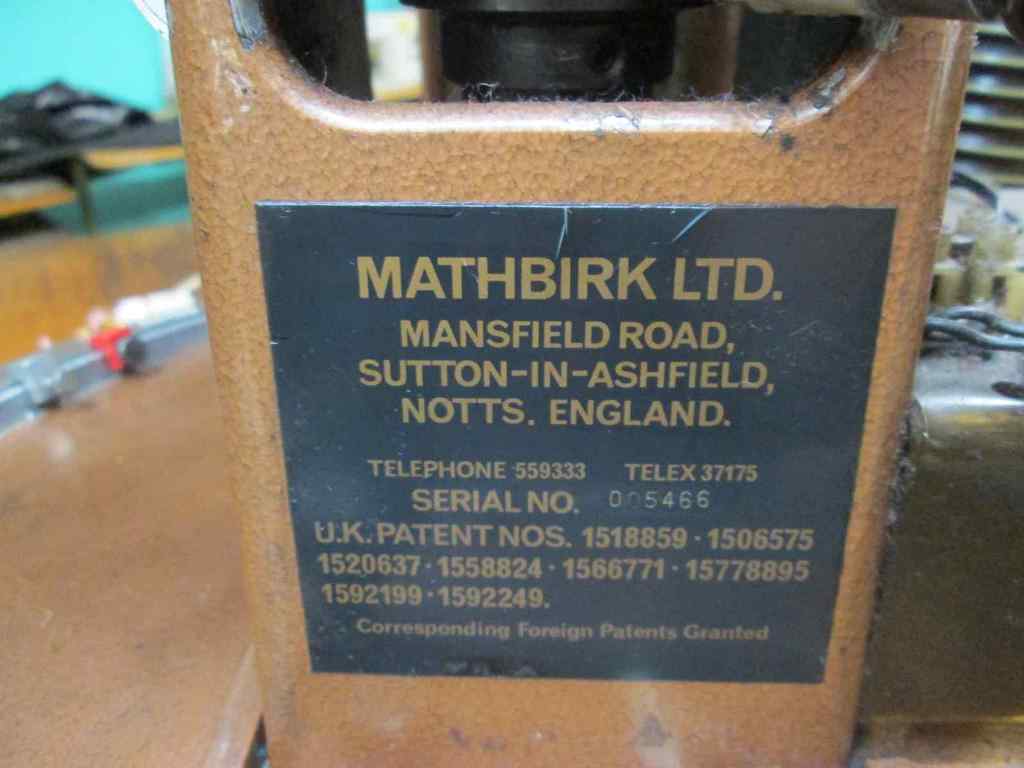 MATHBIRK LTD.
MANSFIELD ROAD,
SUTTON-IN-ASHFIELD,
NOTTS. ENGLAND.
TELEPHONE 559333 TELEX 37175
SERIAL NO. 005466
U.K. PATENT NOS. 1518859 · 1506575
1520637 · 1558824 · 1566771 · 15778895
1592199 · 1592249.
Corresponding Foreign Patents Granted